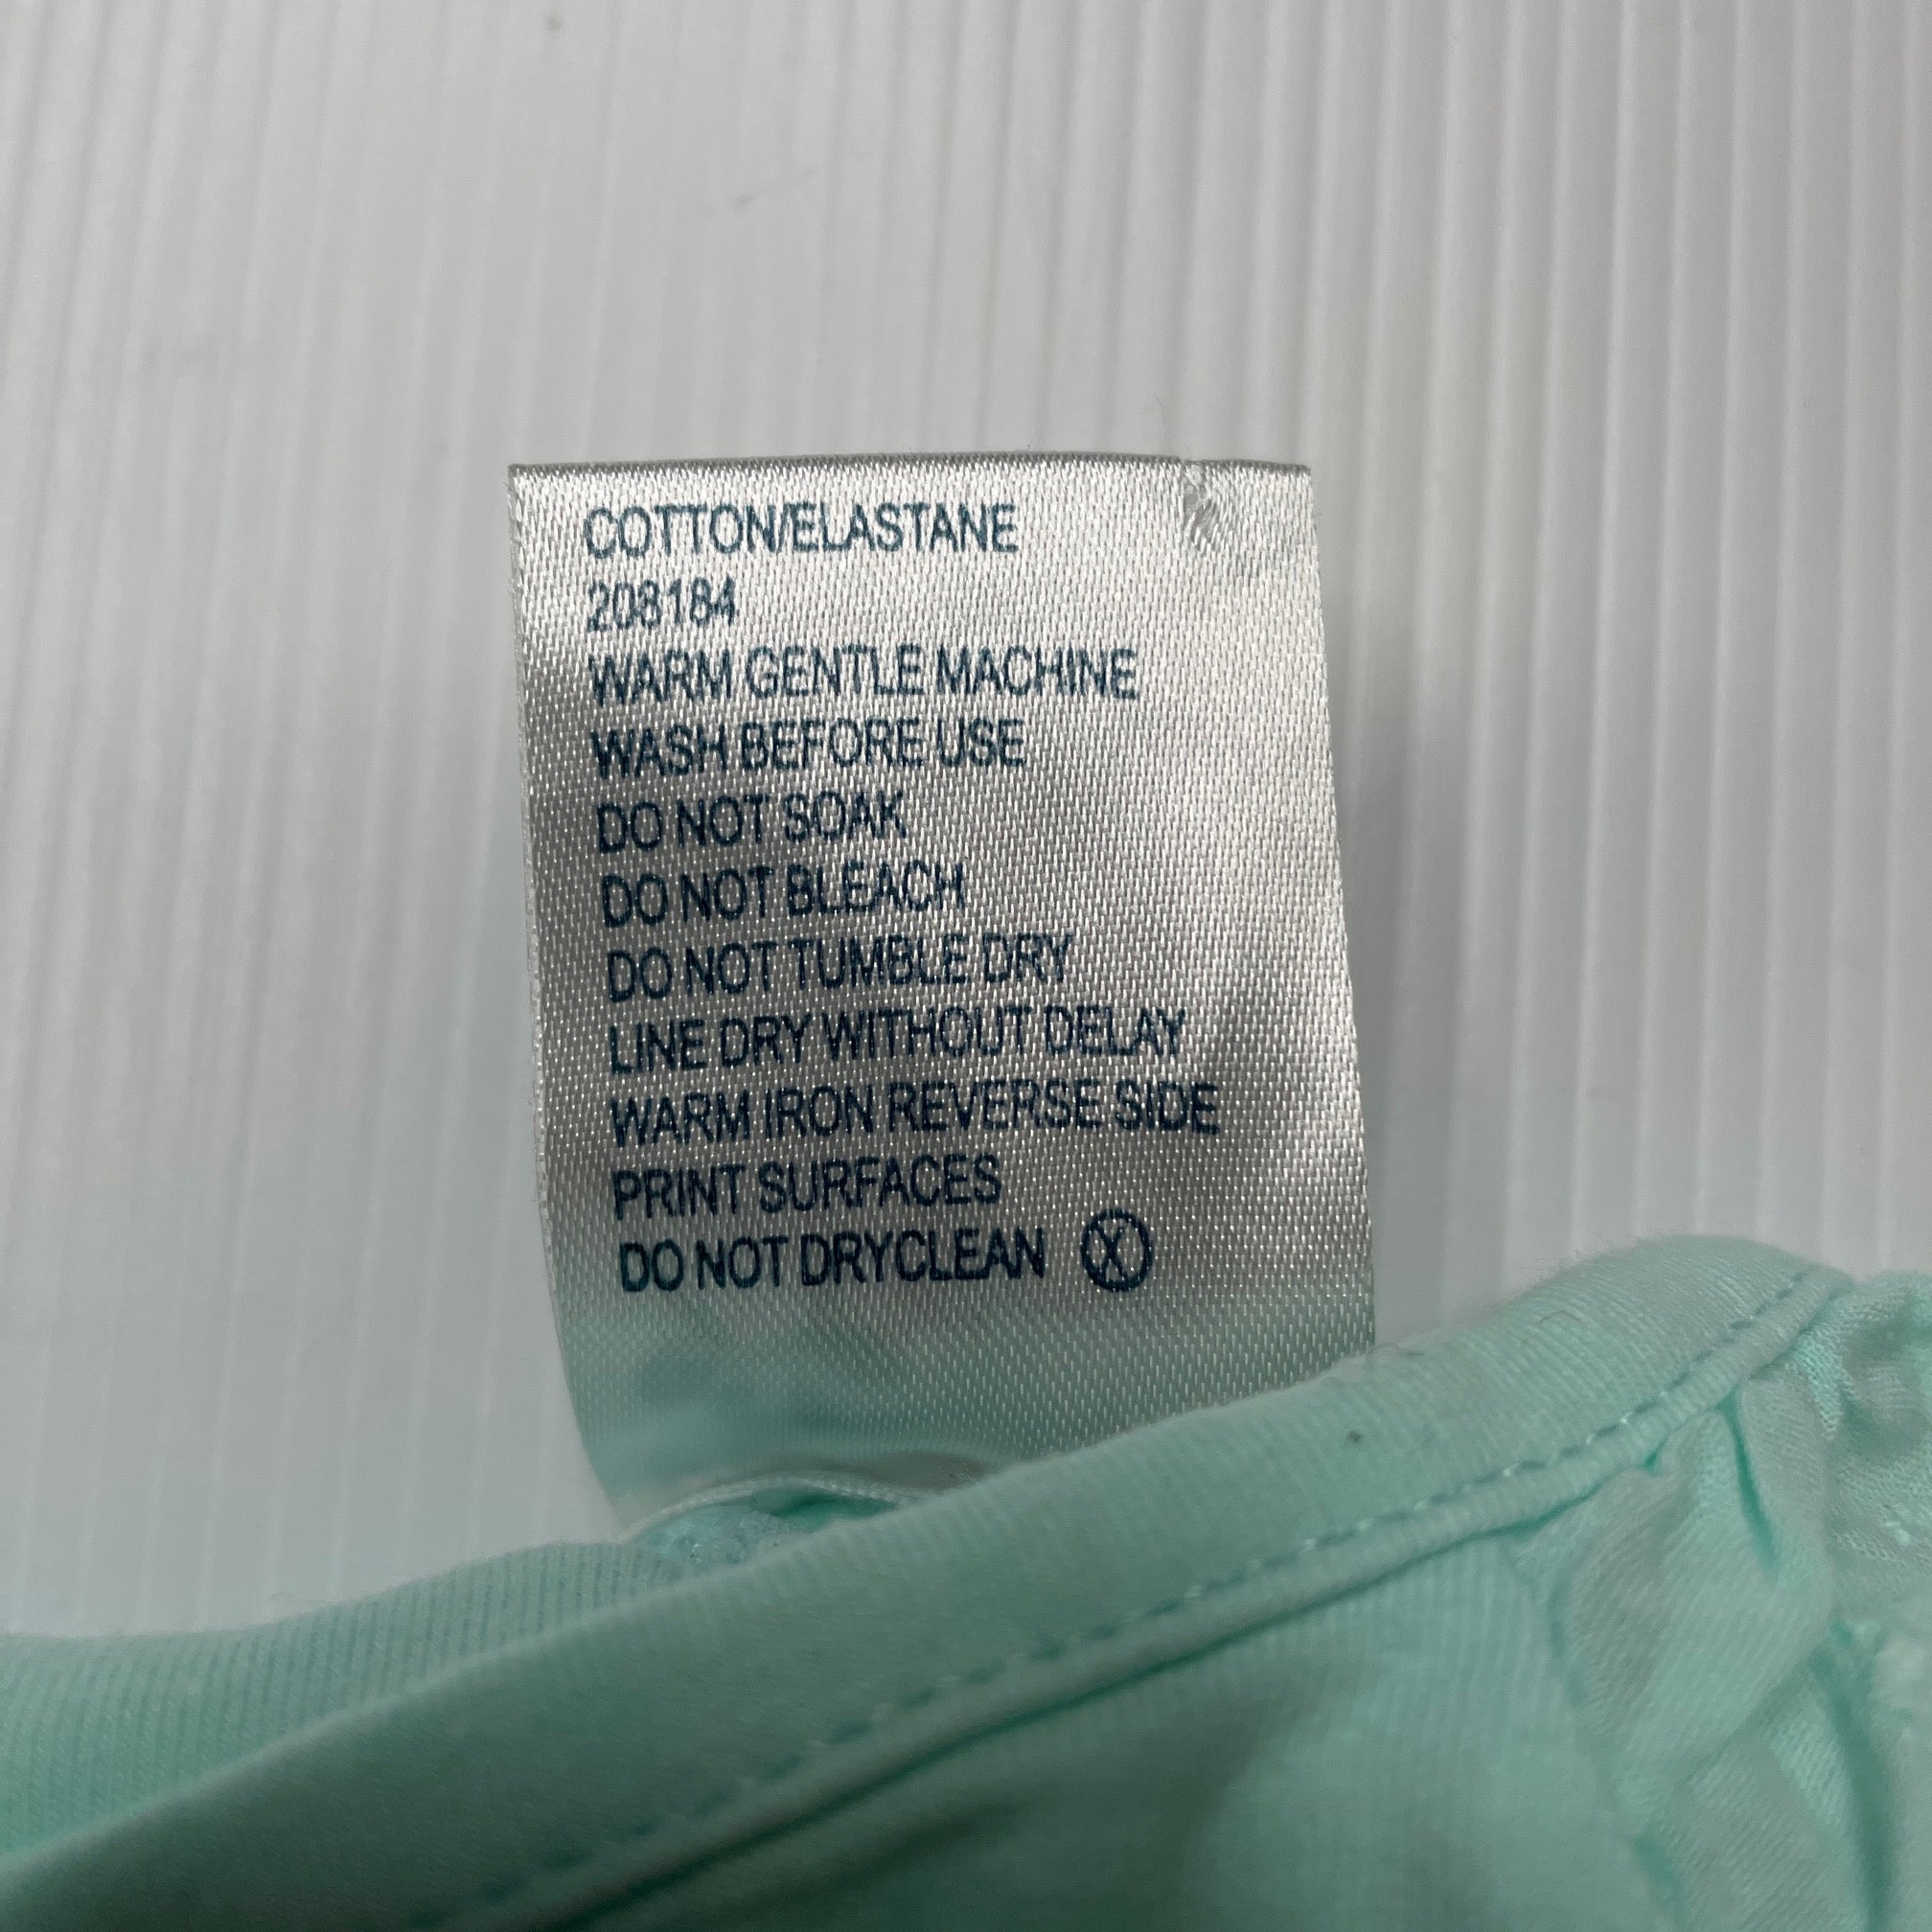 COTTON/ELASTANE
208184
WARM GENTLE MACHINE
WASH BEFORE USE
DO NOT SOAK
DO NOT BLEACH
DO NOT TUMBLE DRY
LINE DRY WITHOUT DELAY
WARM IRON REVERSE SIDE
PRINT SURFACES
DO NOT DRYCLEAN